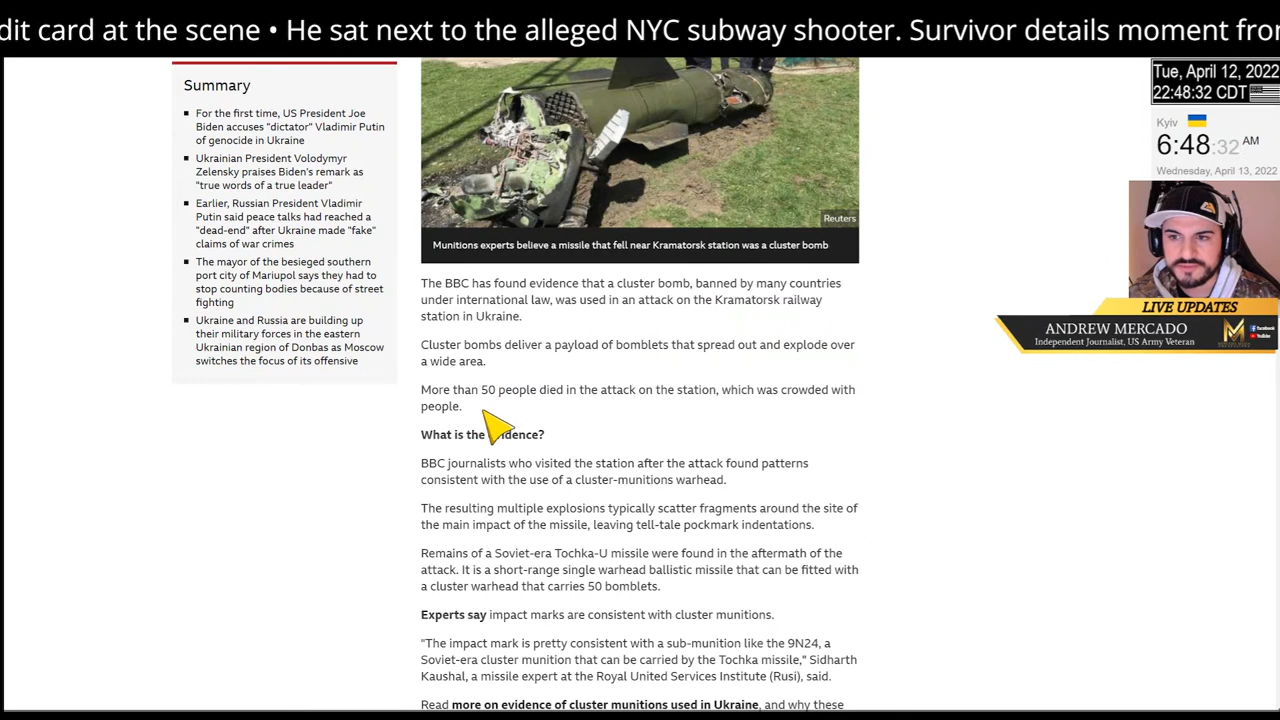 dit card at the scene • He sat next to the alleged NYC subway shooter. Survivor details moment from
Summary
For the first time, US President Joe
Biden accuses "dictator" Vladimir Putin
of genocide in Ukraine
Ukrainian President Volodymyr
Zelensky praises Biden's remark as
"true words of a true leader"
Earlier, Russian President Vladimir
Putin said peace talks had reached a
"dead-end" after Ukraine made "fake"
claims of war crimes
The mayor of the besieged southern
port city of Mariupol says they had to
stop counting bodies because of street
fighting
Ukraine and Russia are building up
their military forces in the eastern
Ukrainian region of Donbas as Moscow
switches the focus of its offensive
Reuters
Munitions experts believe a missile that fell near Kramatorsk station was a cluster bomb
The BBC has found evidence that a cluster bomb, banned by many countries
under international law, was used in an attack on the Kramatorsk railway
station in Ukraine.
Cluster bombs deliver a payload of bomblets that spread out and explode over
a wide area.
More than 50 people died in the attack on the station, which was crowded with
people.
What is the evidence?
BBC journalists who visited the station after the attack found patterns
consistent with the use of a cluster-munitions warhead.
The resulting multiple explosions typically scatter fragments around the site of
the main impact of the missile, leaving tell-tale pockmark indentations.
Remains of a Soviet-era Tochka-U missile were found in the aftermath of the
attack. It is a short-range single warhead ballistic missile that can be fitted with
a cluster warhead that carries 50 bomblets.
Experts say impact marks are consistent with cluster munitions.
"The impact mark is pretty consistent with a sub-munition like the 9N24, a
Soviet-era cluster munition that can be carried by the Tochka missile," Sidharth
Kaushal, a missile expert at the Royal United Services Institute (Rusi), said.
Read more on evidence of cluster munitions used in Ukraine, and why these
Tue, April 12, 2022
22:48:32 CDT
Kyiv
6:48:32 AM
Wednesday, April 13, 2022
LIVE UPDATES
ANDREW MERCADO
Independent Journalist, US Army Veteran
facebook
YouTube